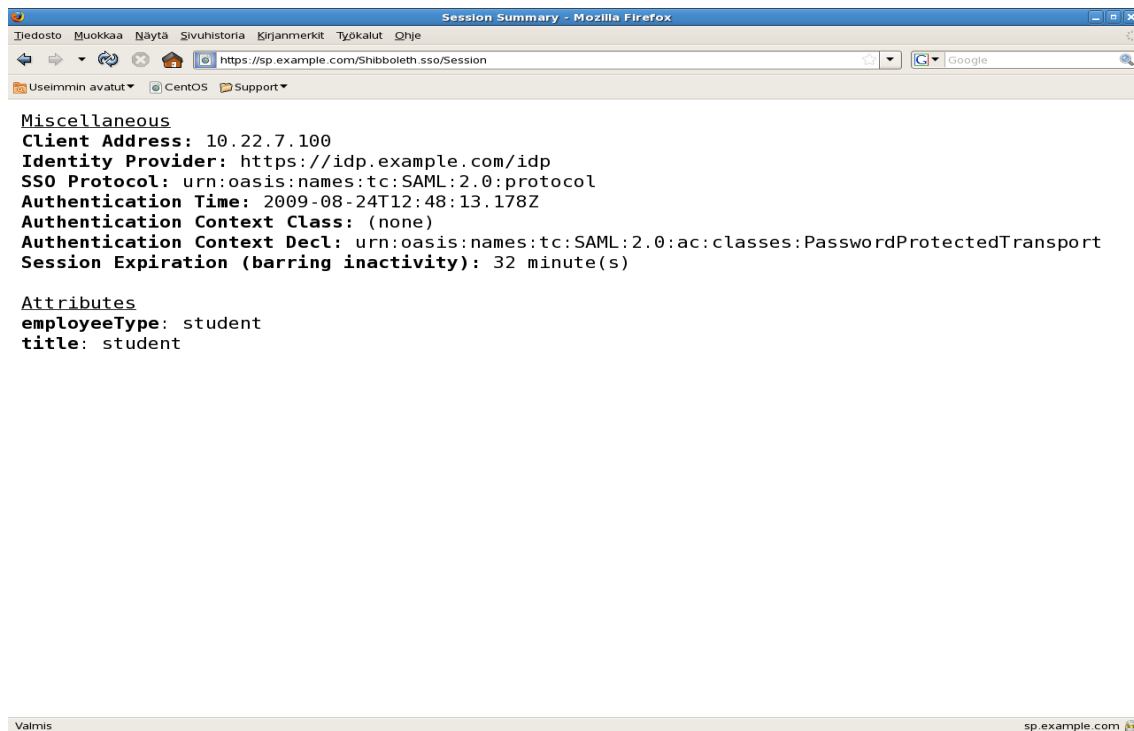 Session Summary - Mozilla Firefox
Tiedosto Muokkaa Näytä Sivuhistoria Kirjanmerkit Työkalut Ohje
https://sp.example.com/Shibboleth.sso/Session G Google
Useimmin avatut CentOS Support
Miscellaneous
Client Address: 10.22.7.100
Identity Provider: https://idp.example.com/idp
SSO Protocol: urn:oasis:names:tc:SAML:2.0:protocol
Authentication Time: 2009-08-24T12:48:13.178Z
Authentication Context Class: (none)
Authentication Context Decl: urn:oasis:names:tc:SAML:2.0:ac:classes:PasswordProtectedTransport
Session Expiration (barring inactivity): 32 minute(s)
Attributes
employeeType: student
title: student
Valmis sp.example.com